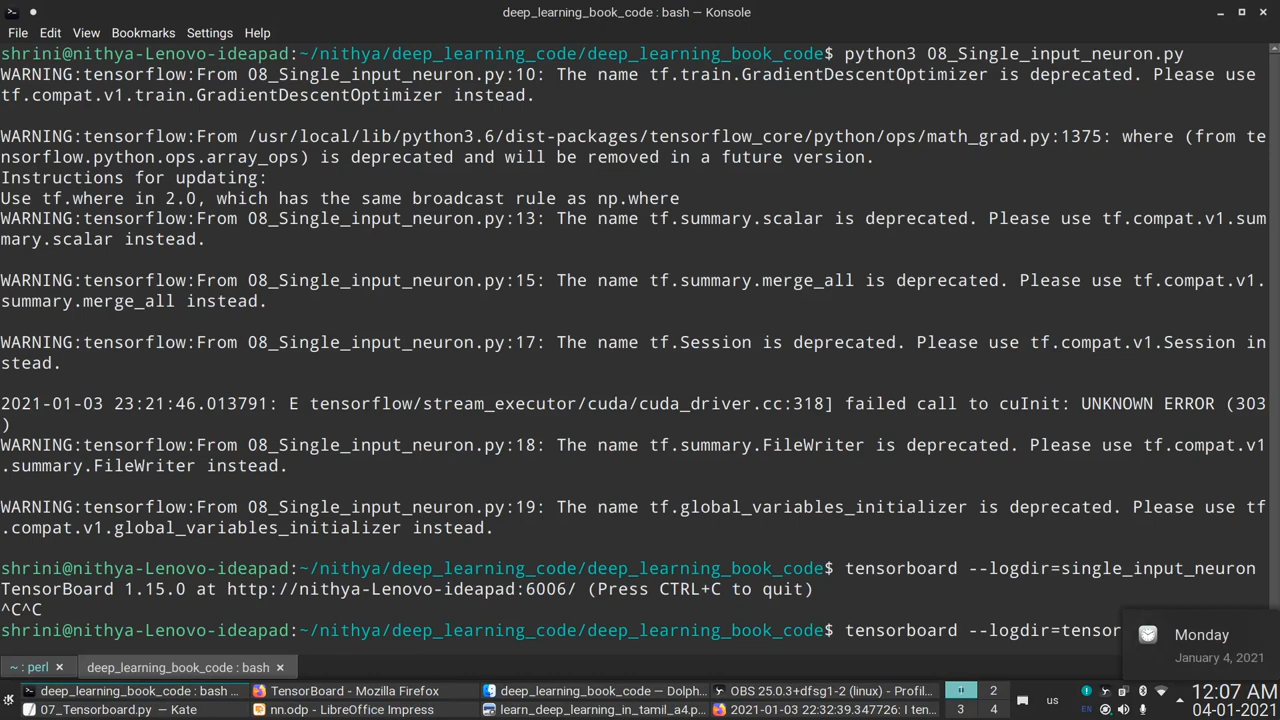 deep_learning_book_code : bash — Konsole
File Edit View Bookmarks Settings Help
shrini@nithya-Lenovo-ideapad:~/nithya/deep_learning_code/deep_learning_book_code$ python3 08_Single_input_neuron.py
WARNING:tensorflow:From 08_Single_input_neuron.py:10: The name tf.train.GradientDescentOptimizer is deprecated. Please use
tf.compat.v1.train.GradientDescentOptimizer instead.
WARNING:tensorflow:From /usr/local/lib/python3.6/dist-packages/tensorflow_core/python/ops/math_grad.py:1375: where (from te
nsorflow.python.ops.array_ops) is deprecated and will be removed in a future version.
Instructions for updating:
Use tf.where in 2.0, which has the same broadcast rule as np.where
WARNING:tensorflow:From 08_Single_input_neuron.py:13: The name tf.summary.scalar is deprecated. Please use tf.compat.v1.sum
mary.scalar instead.
WARNING:tensorflow:From 08_Single_input_neuron.py:15: The name tf.summary.merge_all is deprecated. Please use tf.compat.v1.
summary.merge_all instead.
WARNING:tensorflow:From 08_Single_input_neuron.py:17: The name tf.Session is deprecated. Please use tf.compat.v1.Session in
stead.
2021-01-03 23:21:46.013791: E tensorflow/stream_executor/cuda/cuda_driver.cc:318] failed call to cuInit: UNKNOWN ERROR (303
)
WARNING:tensorflow:From 08_Single_input_neuron.py:18: The name tf.summary.FileWriter is deprecated. Please use tf.compat.v1
.summary.FileWriter instead.
WARNING:tensorflow:From 08_Single_input_neuron.py:19: The name tf.global_variables_initializer is deprecated. Please use tf
.compat.v1.global_variables_initializer instead.
shrini@nithya-Lenovo-ideapad:~/nithya/deep_learning_code/deep_learning_book_code$ tensorboard --logdir=single_input_neuron
TensorBoard 1.15.0 at http://nithya-Lenovo-ideapad:6006/ (Press CTRL+C to quit)
^C^C
shrini@nithya-Lenovo-ideapad:~/nithya/deep_learning_code/deep_learning_book_code$ tensorboard --logdir=tensor
Monday
January 4, 2021
~ : perl
deep_learning_book_code : bash
deep_learning_book_code : bash ... TensorBoard - Mozilla Firefox deep_learning_book_code — Dolph... OBS 25.0.3+dfsg1-2 (linux) - Profil... 2 12:07 AM
07_Tensorboard.py — Kate nn.odp — LibreOffice Impress learn_deep_learning_in_tamil_a4.p... 2021-01-03 22:32:39.347726: I ten... 3 4 us EN 04-01-2021